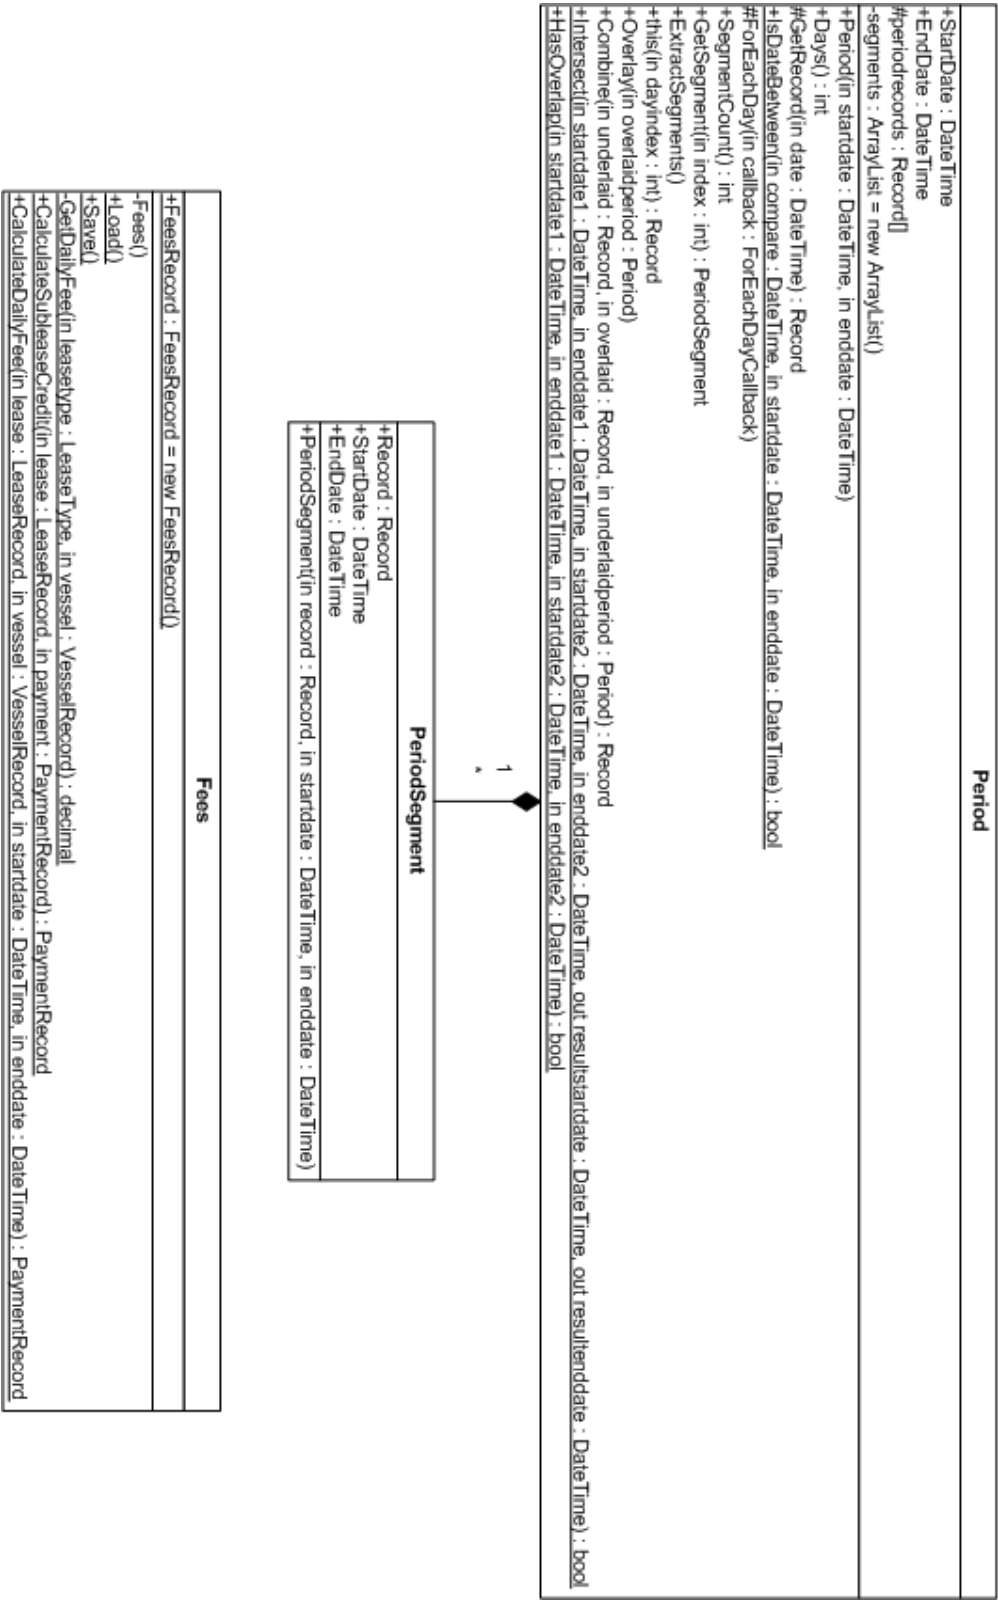 Period
+StartDate : DateTime
+EndDate : DateTime
#periodrecords : Record[]
-segments : ArrayList = new ArrayList()
+Period(in startdate : DateTime, in enddate : DateTime)
+Days() : int
#GetRecord(in date : DateTime) : Record
+IsDateBetween(in compare : DateTime, in startdate : DateTime, in enddate : DateTime) : bool
#ForEachDay(in callback : ForEachDayCallback)
+SegmentCount() : int
+GetSegment(in index : int) : PeriodSegment
+ExtractSegments()
+this(in dayindex : int) : Record
+Overlay(in overlaidperiod : Period)
+Combine(in underlaid : Record, in overlaid : Record, in underlaidperiod : Period) : Record
+Intersect(in startdate1 : DateTime, in enddate1 : DateTime, in startdate2 : DateTime, in enddate2 : DateTime, out resultstartdate : DateTime, out resultenddate : DateTime) : bool
+HasOverlap(in startdate1 : DateTime, in enddate1 : DateTime, in startdate2 : DateTime, in enddate2 : DateTime) : bool
1
*
PeriodSegment
+Record : Record
+StartDate : DateTime
+EndDate : DateTime
+PeriodSegment(in record : Record, in startdate : DateTime, in enddate : DateTime)
Fees
+FeesRecord : FeesRecord = new FeesRecord()
-Fees()
+Load()
+Save()
-GetDailyFee(in leasetype : LeaseType, in vessel : VesselRecord) : decimal
+CalculateSubleaseCredit(in lease : LeaseRecord, in payment : PaymentRecord) : PaymentRecord
+CalculateDailyFee(in lease : LeaseRecord, in vessel : VesselRecord, in startdate : DateTime, in enddate : DateTime) : PaymentRecord